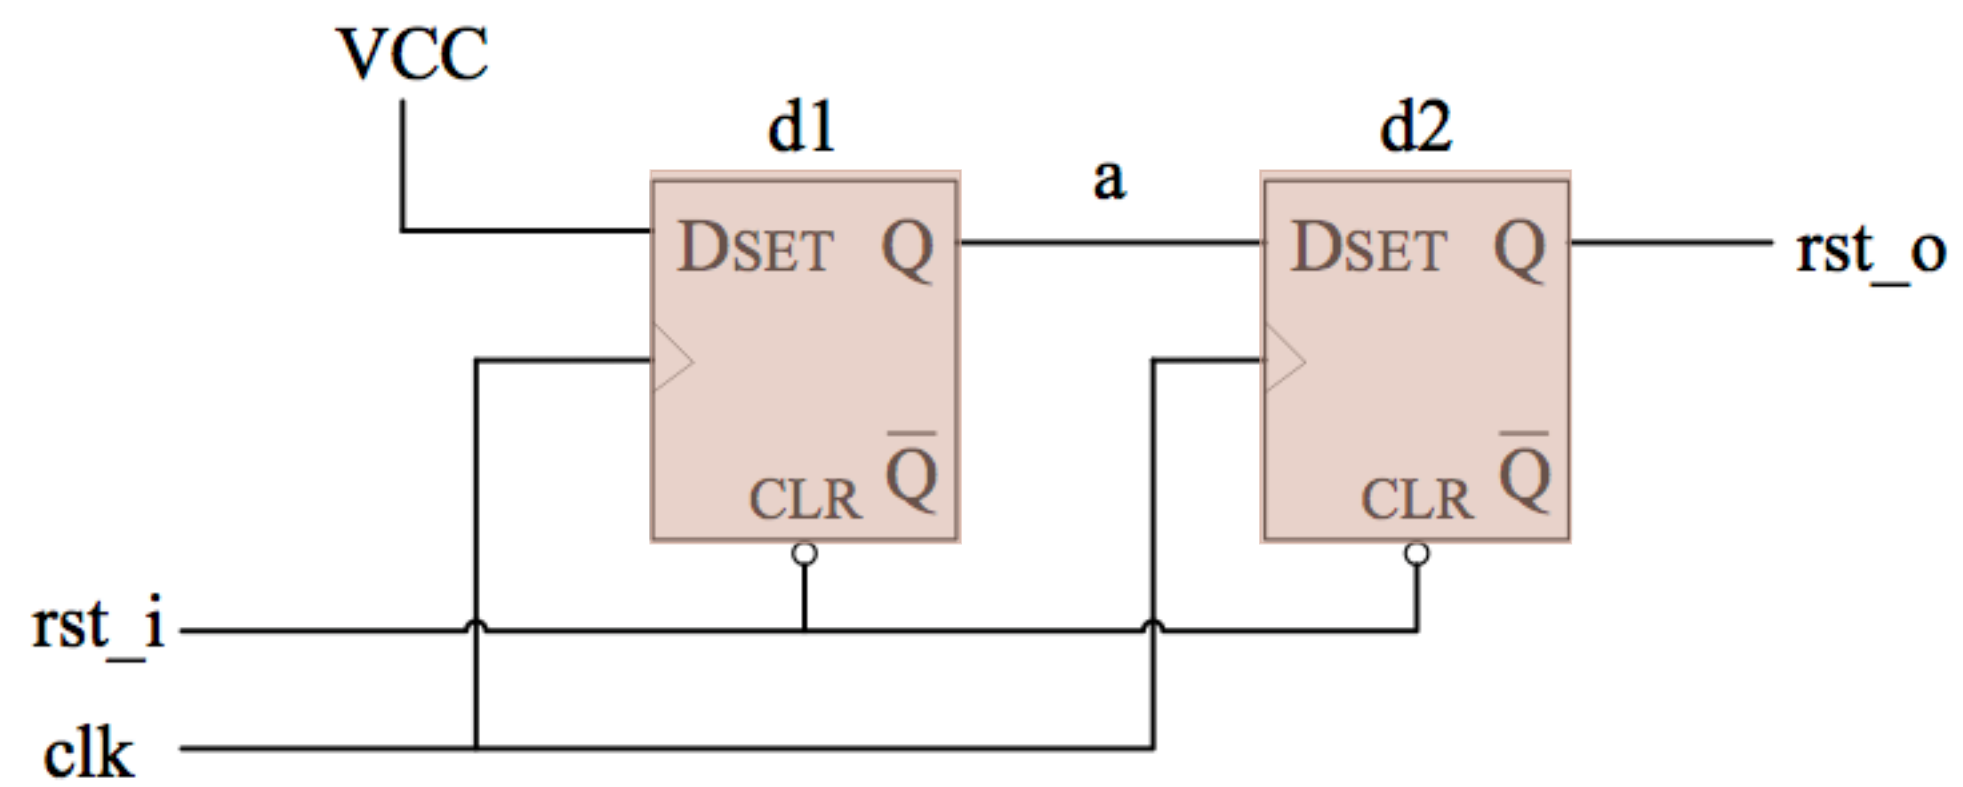 VCC
d1
d2
a
DSET Q
DSET Q
rst_o
Q
CLR
Q
CLR
rst_i
clk